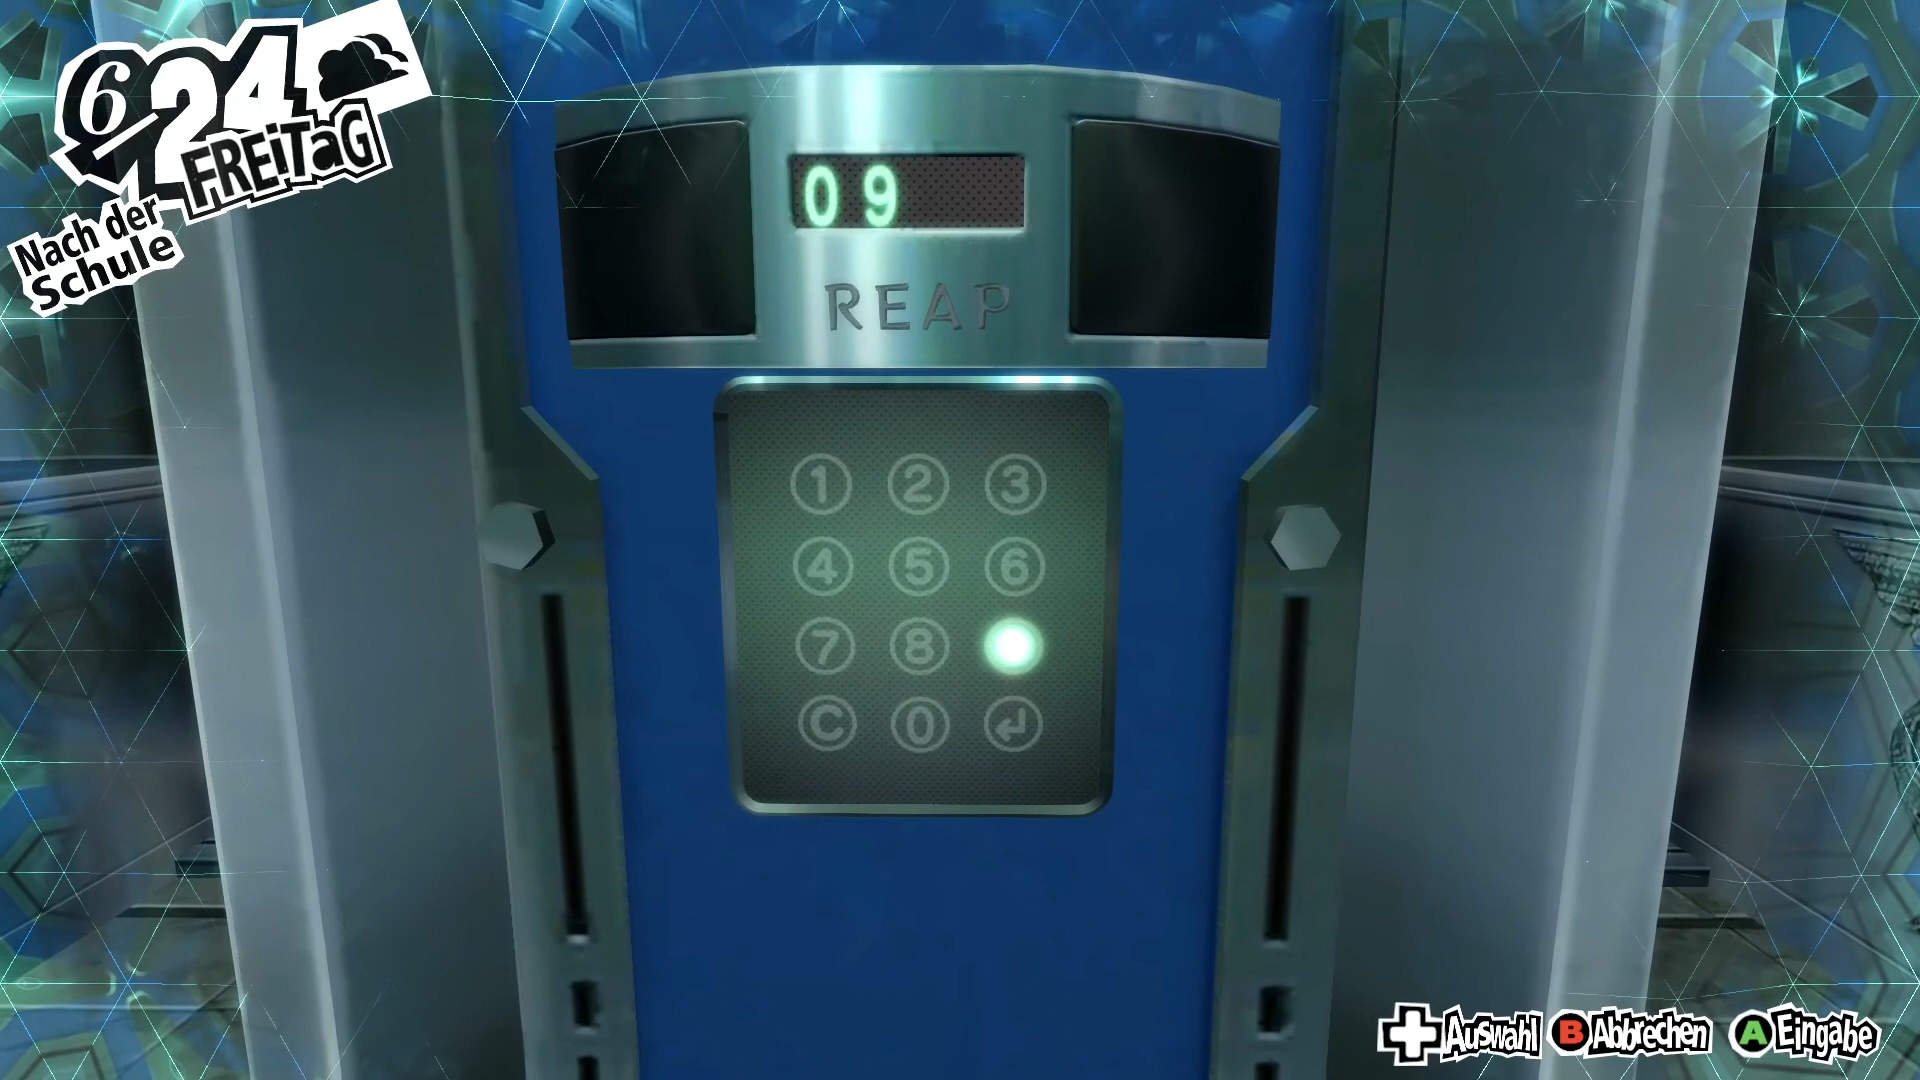 6/24
FREiTaG
Nach der
Schule
09
REAP
1 2 3
4 5 6
7 8
C 0 ↵
Auswahl B Abbrechen A Eingabe